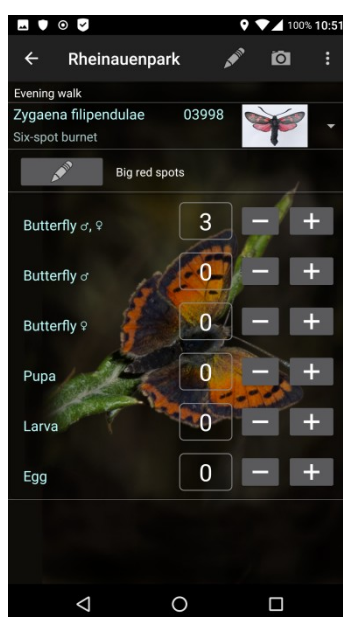 100% 10:51
Rheinauenpark
Evening walk
Zygaena filipendulae 03998
Six-spot burnet
Big red spots
Butterfly ♂, ♀ 3 − +
Butterfly ♂ 0 − +
Butterfly ♀ 0 − +
Pupa 0 − +
Larva 0 − +
Egg 0 − +